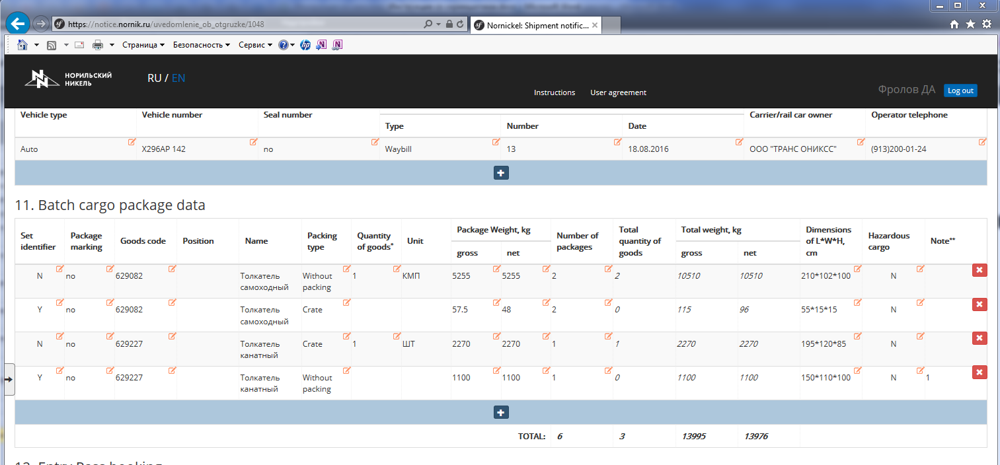 https://notice.nornik.ru/uvedomlenie_ob_otgruzke/1048
Nornickel: Shipment notific...
Страница Безопасность Сервис
НОРИЛЬСКИЙ
НИКЕЛЬ
RU / EN
Instructions User agreement
Фролов ДА Log out
Vehicle type Vehicle number Seal number Carrier/rail car owner Operator telephone
Type Number Date
Auto X296AP 142 no Waybill 13 18.08.2016 ООО "ТРАНС ОНИКСС" (913)200-01-24
11. Batch cargo package data
Set identifier Package marking Goods code Position Name Packing type Quantity of goods* Unit Package Weight, kg Number of packages Total quantity of goods Total weight, kg Dimensions of L*W*H, cm Hazardous cargo Note**
gross net gross net
N no 629082 Толкатель самоходный Without packing 1 КМП 5255 5255 2 2 10510 10510 210*102*100 N
Y no 629082 Толкатель самоходный Crate 57.5 48 2 0 115 96 55*15*15 N
N no 629227 Толкатель канатный Crate 1 ШТ 2270 2270 1 1 2270 2270 195*120*85 N
Y no 629227 Толкатель канатный Without packing 1100 1100 1 0 1100 1100 150*110*100 N 1
TOTAL: 6 3 13995 13976